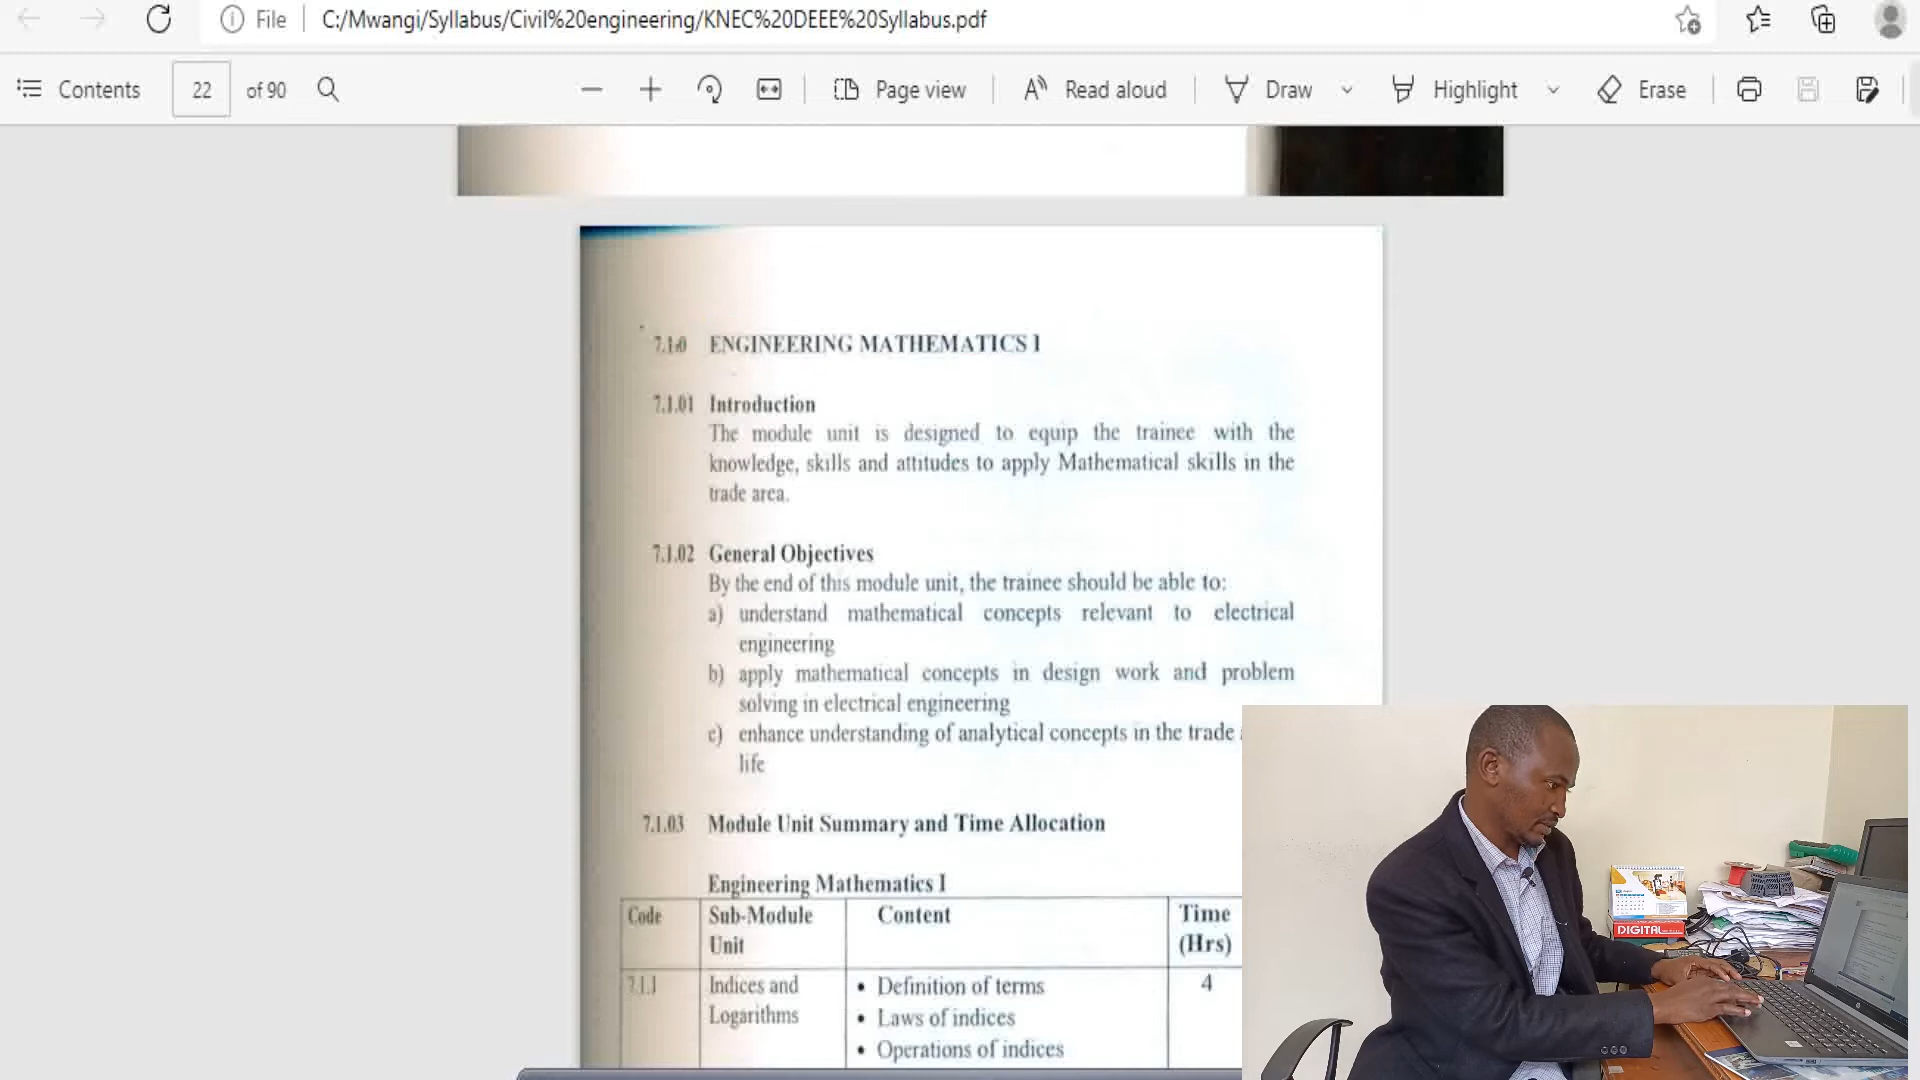 File
C:/Mwangi/Syllabus/Civil%20engineering/KNEC%20DEEE%20Syllabus.pdf
Contents
22
of 90
Page view
Read aloud
Draw
Highlight
Erase
7.1.0 ENGINEERING MATHEMATICS I
7.1.01 Introduction
The module unit is designed to equip the trainee with the
knowledge, skills and attitudes to apply Mathematical skills in the
trade area.
7.1.02 General Objectives
By the end of this module unit, the trainee should be able to:
a) understand mathematical concepts relevant to electrical
engineering
b) apply mathematical concepts in design work and problem
solving in electrical engineering
c) enhance understanding of analytical concepts in the trade
life
7.1.03 Module Unit Summary and Time Allocation
Engineering Mathematics I
Code
Sub-Module
Unit
Content
Time
(Hrs)
7.1.1
Indices and
Logarithms
• Definition of terms
• Laws of indices
• Operations of indices
4
DIGITAL